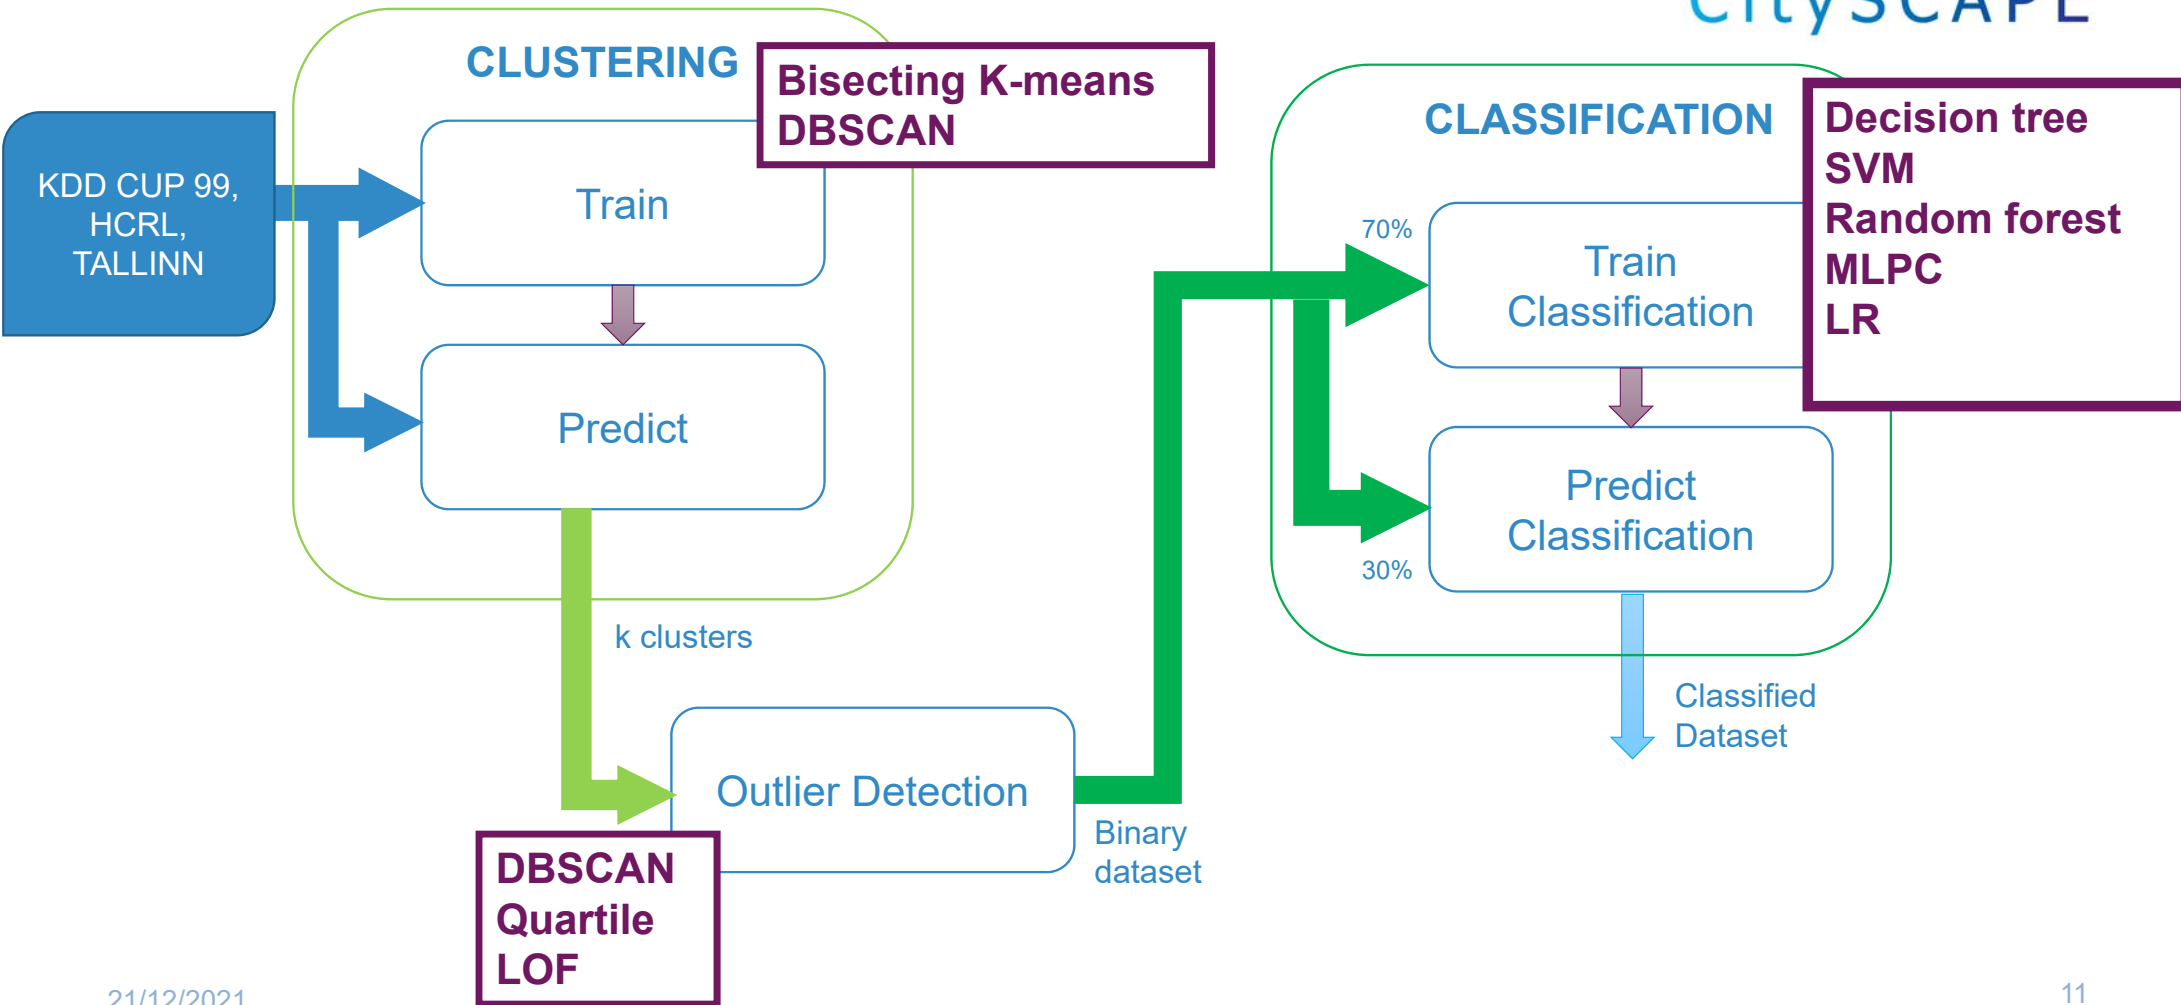 CitySCAPE
CLUSTERING
Bisecting K-means
DBSCAN
KDD CUP 99,
HCRL,
TALLINN
Train
Predict
k clusters
Outlier Detection
DBSCAN
Quartile
LOF
Binary
dataset
CLASSIFICATION
Decision tree
SVM
Random forest
MLPC
LR
70%
Train
Classification
Predict
Classification
30%
Classified
Dataset
21/12/2021
11